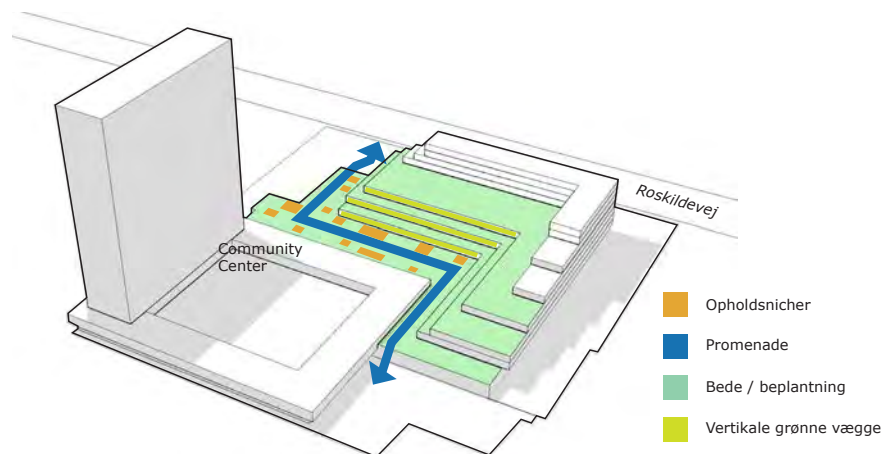 Roskildevej
Community
Center
Opholdsnicher
Promenade
Bede / beplantning
Vertikale grønne vægge